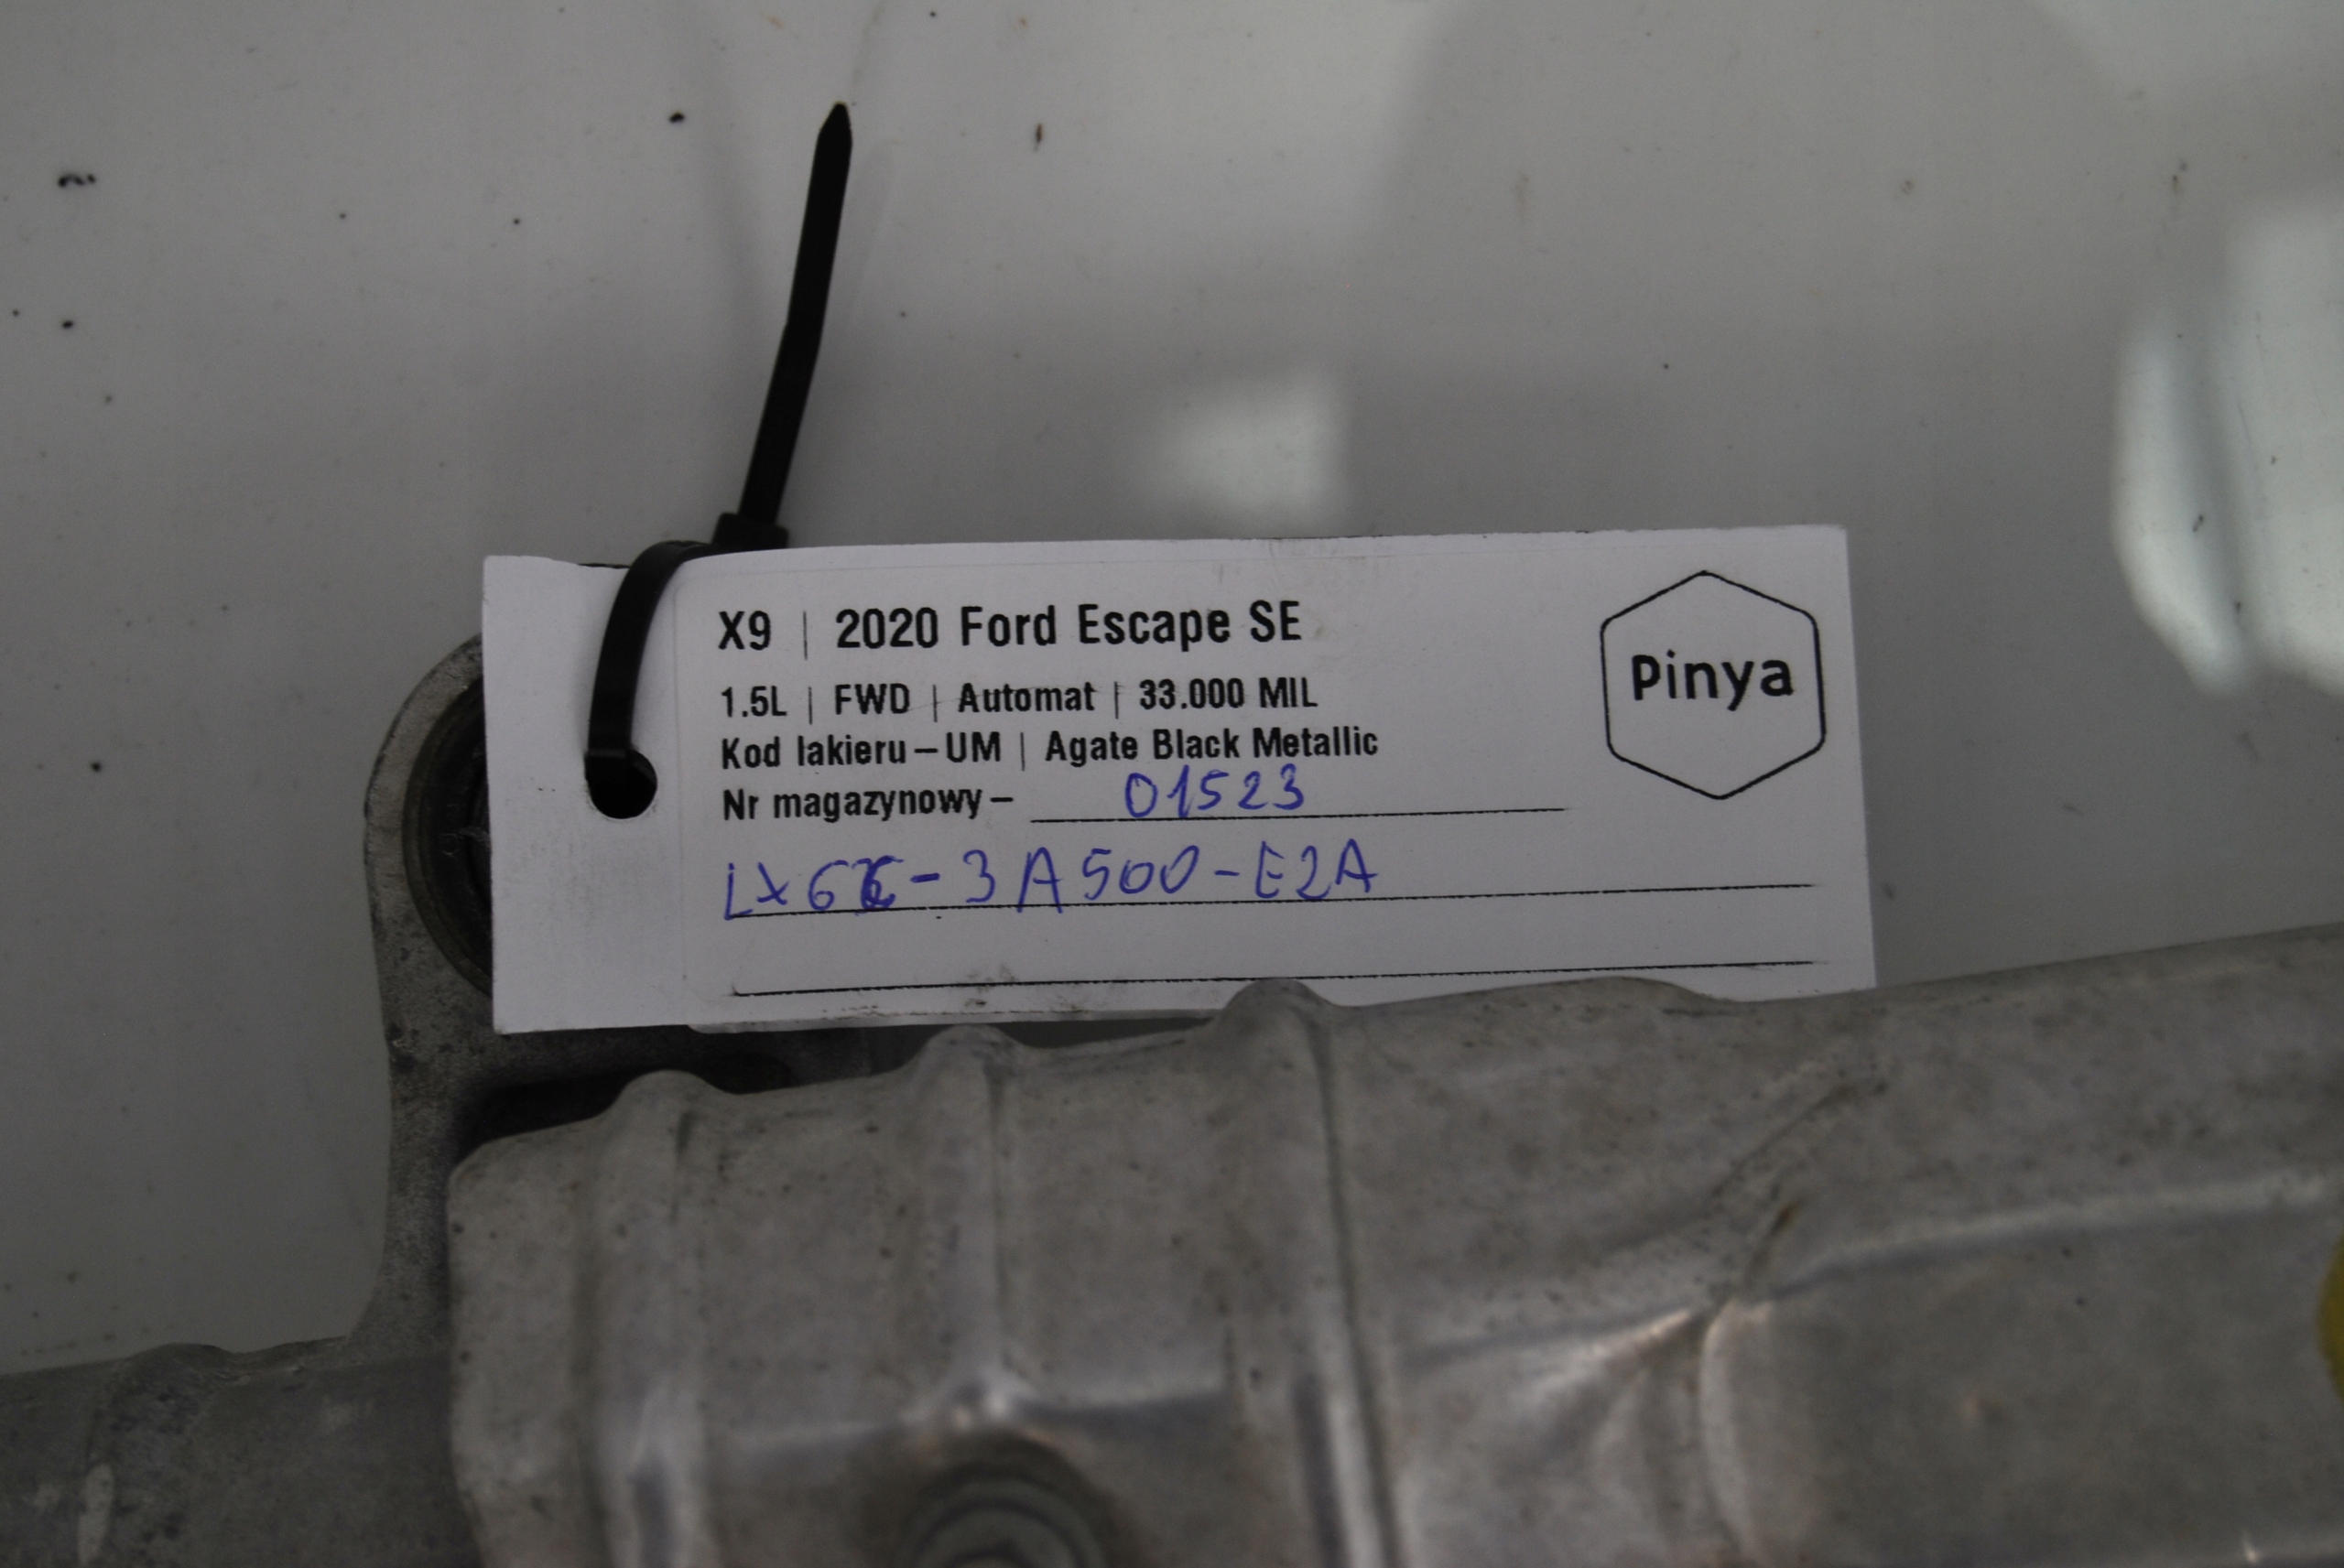 X9 | 2020 Ford Escape SE
Pinya
1.5L | FWD | Automat | 33.000 MIL
Kod lakieru – UM | Agate Black Metallic
Nr magazynowy – 01523
LX6C-3A500-E2A